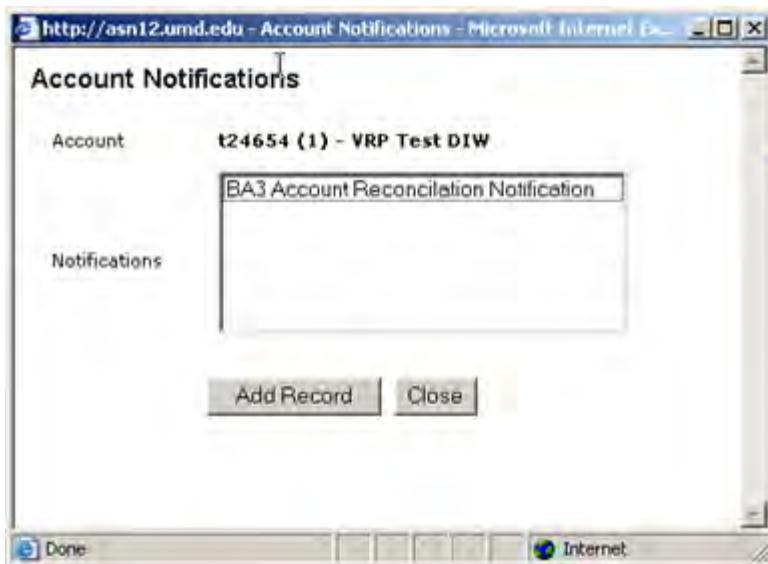 http://asn12.umd.edu - Account Notifications - Microsoft Internet Ex...
Account Notifications
Account t24654 (1) - VRP Test DIW
BA3 Account Reconcilation Notification
Notifications
Add Record Close
Done Internet